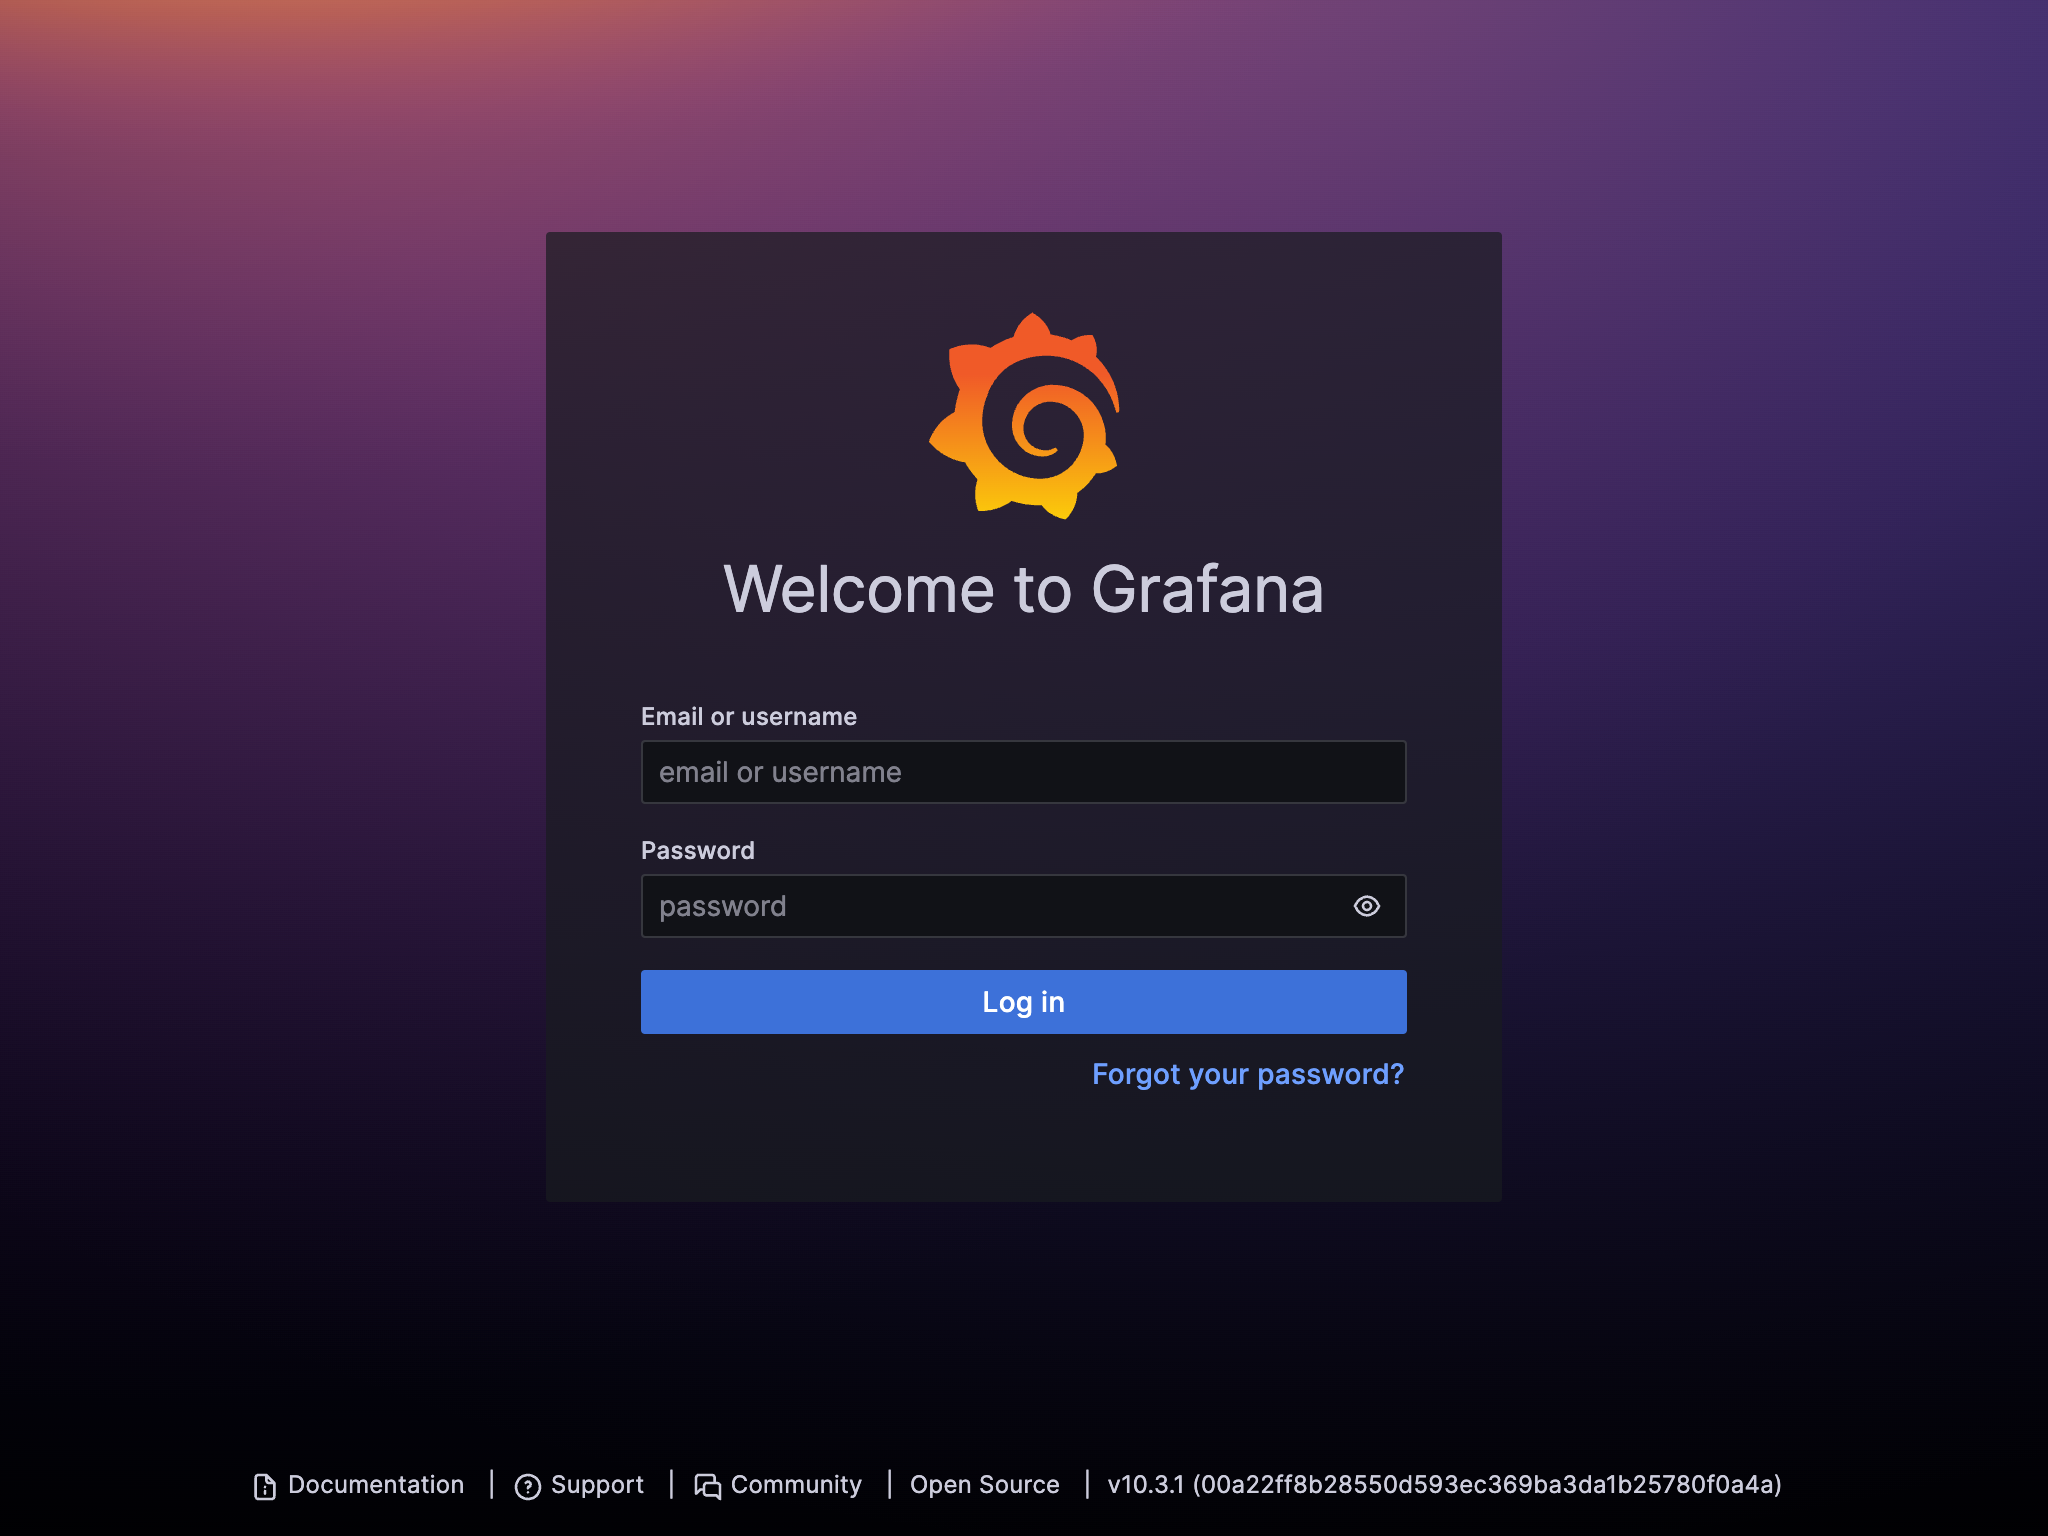 Welcome to Grafana
Email or username
email or username
Password
password
Log in
Forgot your password?
Documentation | Support | Community | Open Source | v10.3.1 (00a22ff8b28550d593ec369ba3da1b25780f0a4a)